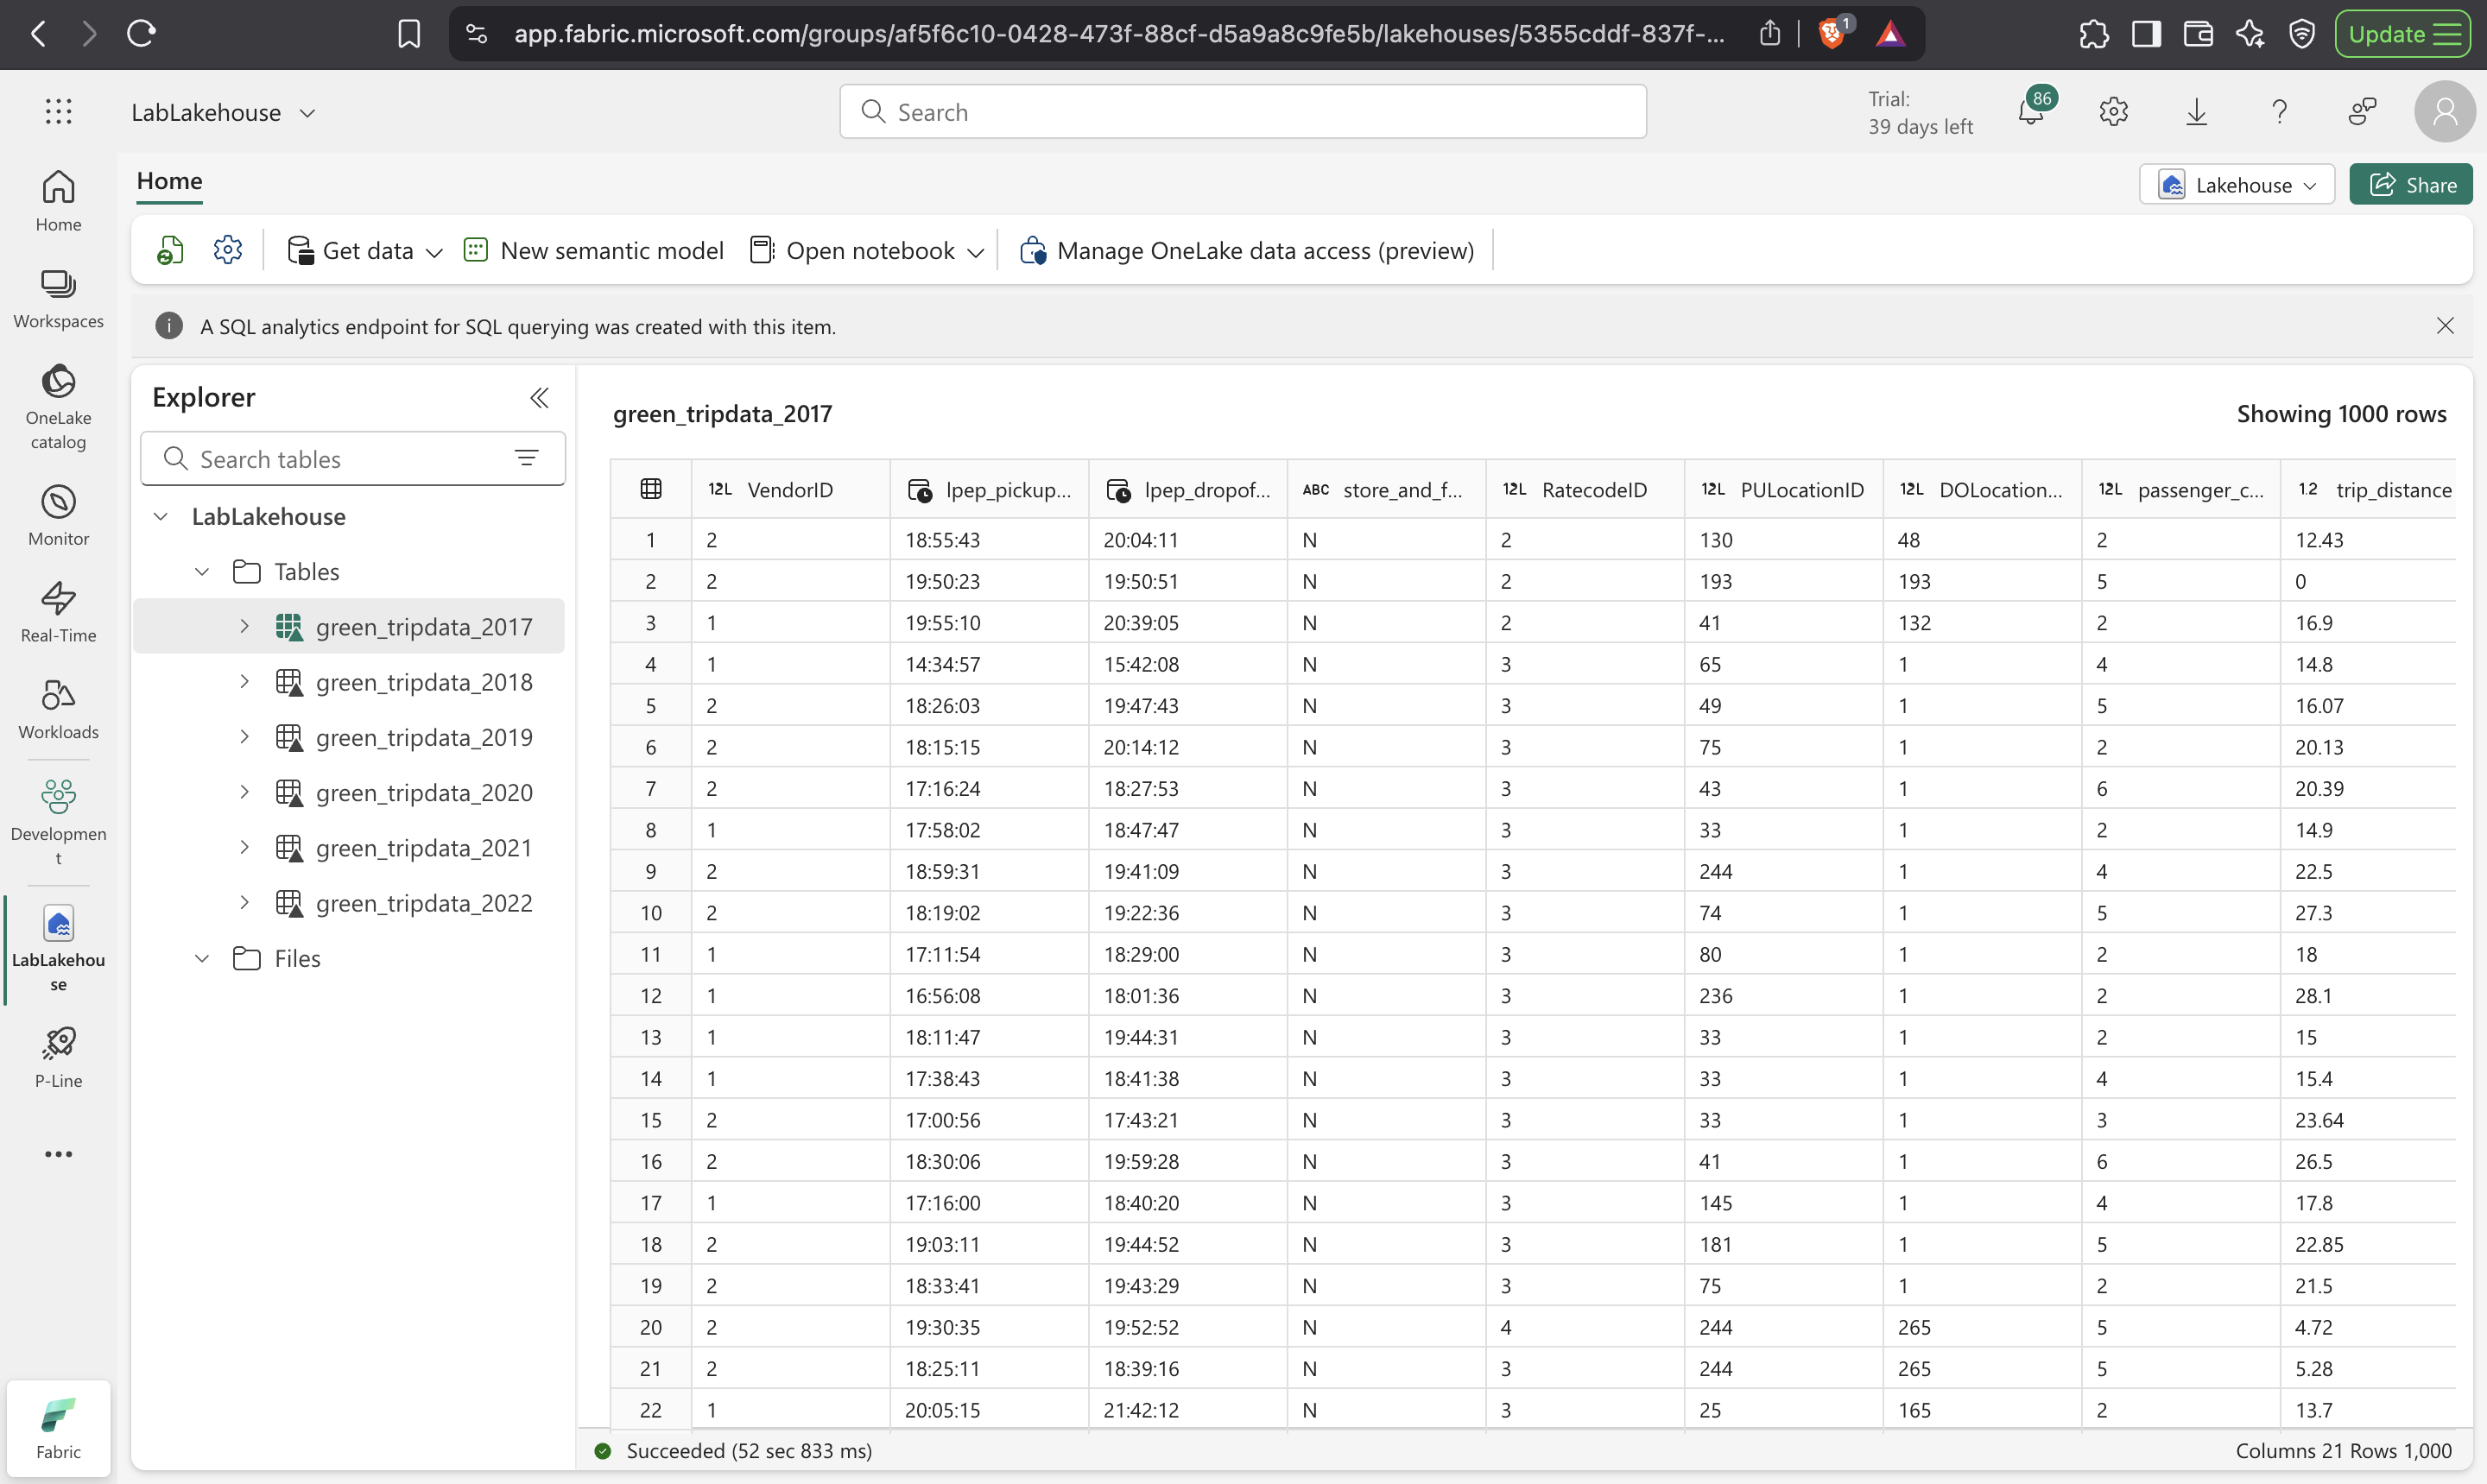 app.fabric.microsoft.com/groups/af5f6c10-0428-473f-88cf-d5a9a8c9fe5b/lakehouses/5355cddf-837f-...
1
Update
LabLakehouse
Search
Trial:
39 days left
86
Home
Lakehouse
Share
Get data
New semantic model
Open notebook
Manage OneLake data access (preview)
A SQL analytics endpoint for SQL querying was created with this item.
Home
Workspaces
OneLake
catalog
Monitor
Real-Time
Workloads
Developmen
t
LabLakehou
se
P-Line
Fabric
Explorer
Search tables
LabLakehouse
Tables
green_tripdata_2017
green_tripdata_2018
green_tripdata_2019
green_tripdata_2020
green_tripdata_2021
green_tripdata_2022
Files
green_tripdata_2017
Showing 1000 rows
12L VendorID lpep_pickup... lpep_dropof... ABC store_and_f... 12L RatecodeID 12L PULocationID 12L DOLocation... 12L passenger_c... 1.2 trip_distance
1 2 18:55:43 20:04:11 N 2 130 48 2 12.43
2 2 19:50:23 19:50:51 N 2 193 193 5 0
3 1 19:55:10 20:39:05 N 2 41 132 2 16.9
4 1 14:34:57 15:42:08 N 3 65 1 4 14.8
5 2 18:26:03 19:47:43 N 3 49 1 5 16.07
6 2 18:15:15 20:14:12 N 3 75 1 2 20.13
7 2 17:16:24 18:27:53 N 3 43 1 6 20.39
8 1 17:58:02 18:47:47 N 3 33 1 2 14.9
9 2 18:59:31 19:41:09 N 3 244 1 4 22.5
10 2 18:19:02 19:22:36 N 3 74 1 5 27.3
11 1 17:11:54 18:29:00 N 3 80 1 2 18
12 1 16:56:08 18:01:36 N 3 236 1 2 28.1
13 1 18:11:47 19:44:31 N 3 33 1 2 15
14 1 17:38:43 18:41:38 N 3 33 1 4 15.4
15 2 17:00:56 17:43:21 N 3 33 1 3 23.64
16 2 18:30:06 19:59:28 N 3 41 1 6 26.5
17 1 17:16:00 18:40:20 N 3 145 1 4 17.8
18 2 19:03:11 19:44:52 N 3 181 1 5 22.85
19 2 18:33:41 19:43:29 N 3 75 1 2 21.5
20 2 19:30:35 19:52:52 N 4 244 265 5 4.72
21 2 18:25:11 18:39:16 N 3 244 265 5 5.28
22 1 20:05:15 21:42:12 N 3 25 165 2 13.7
Succeeded (52 sec 833 ms)
Columns 21 Rows 1,000